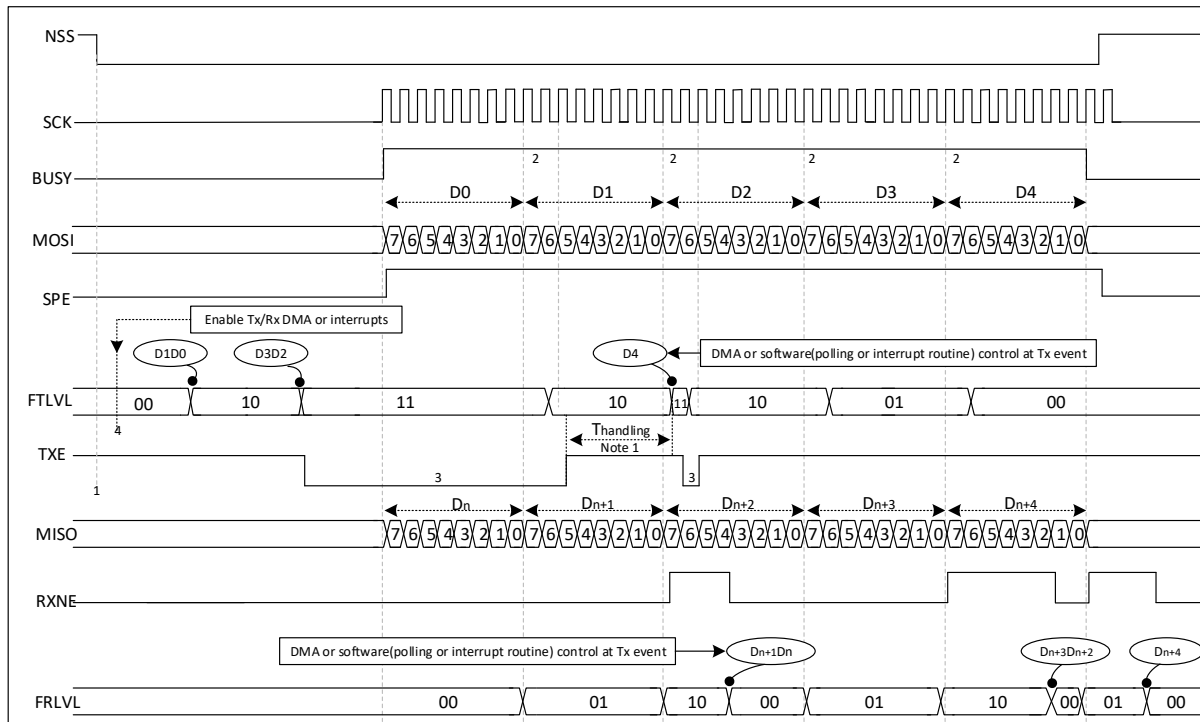 NSS
SCK
BUSY
2 2 2 2
D0 D1 D2 D3 D4
MOSI
7 6 5 4 3 2 1 0 7 6 5 4 3 2 1 0 7 6 5 4 3 2 1 0 7 6 5 4 3 2 1 0 7 6 5 4 3 2 1 0
SPE
Enable Tx/Rx DMA or interrupts
D1D0 D3D2 D4 DMA or software(polling or interrupt routine) control at Tx event
FTLVL
00 10 11 10 11 10 01 00
4
Thandling
Note 1
TXE
3 3
1
Dn Dn+1 Dn+2 Dn+3 Dn+4
MISO
7 6 5 4 3 2 1 0 7 6 5 4 3 2 1 0 7 6 5 4 3 2 1 0 7 6 5 4 3 2 1 0 7 6 5 4 3 2 1 0
RXNE
DMA or software(polling or interrupt routine) control at Tx event Dn+1Dn Dn+3Dn+2 Dn+4
FRLVL
00 01 10 00 01 10 00 01 00